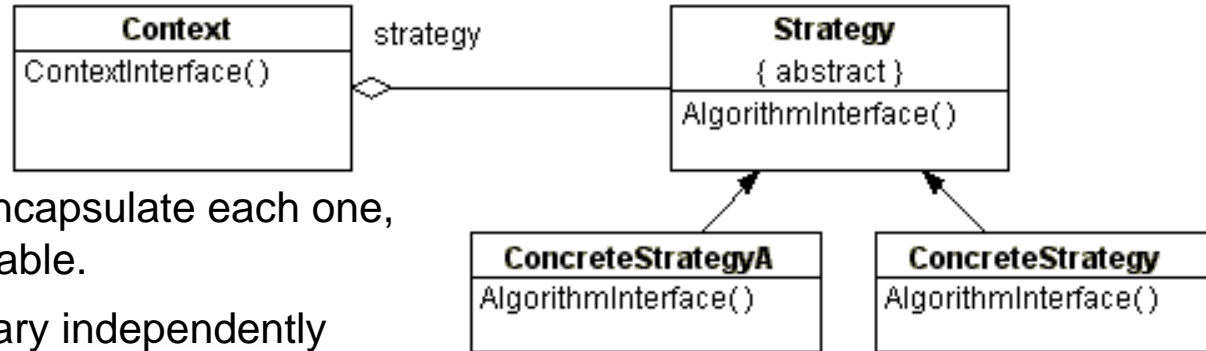 Context
ContextInterface()
strategy
Strategy
{ abstract }
AlgorithmInterface()
ncapsulate each one,
able.
ary independently
ConcreteStrategyA
AlgorithmInterface()
ConcreteStrategy
AlgorithmInterface()